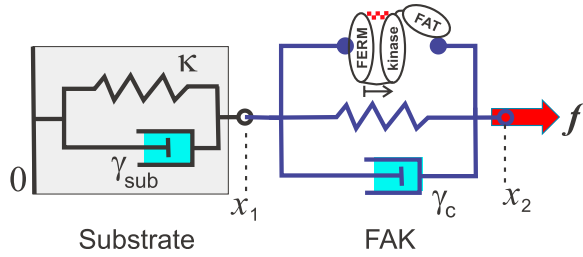 FERM
kinase
FAT
κ
γsub
γc
f
0
x1
x2
Substrate
FAK